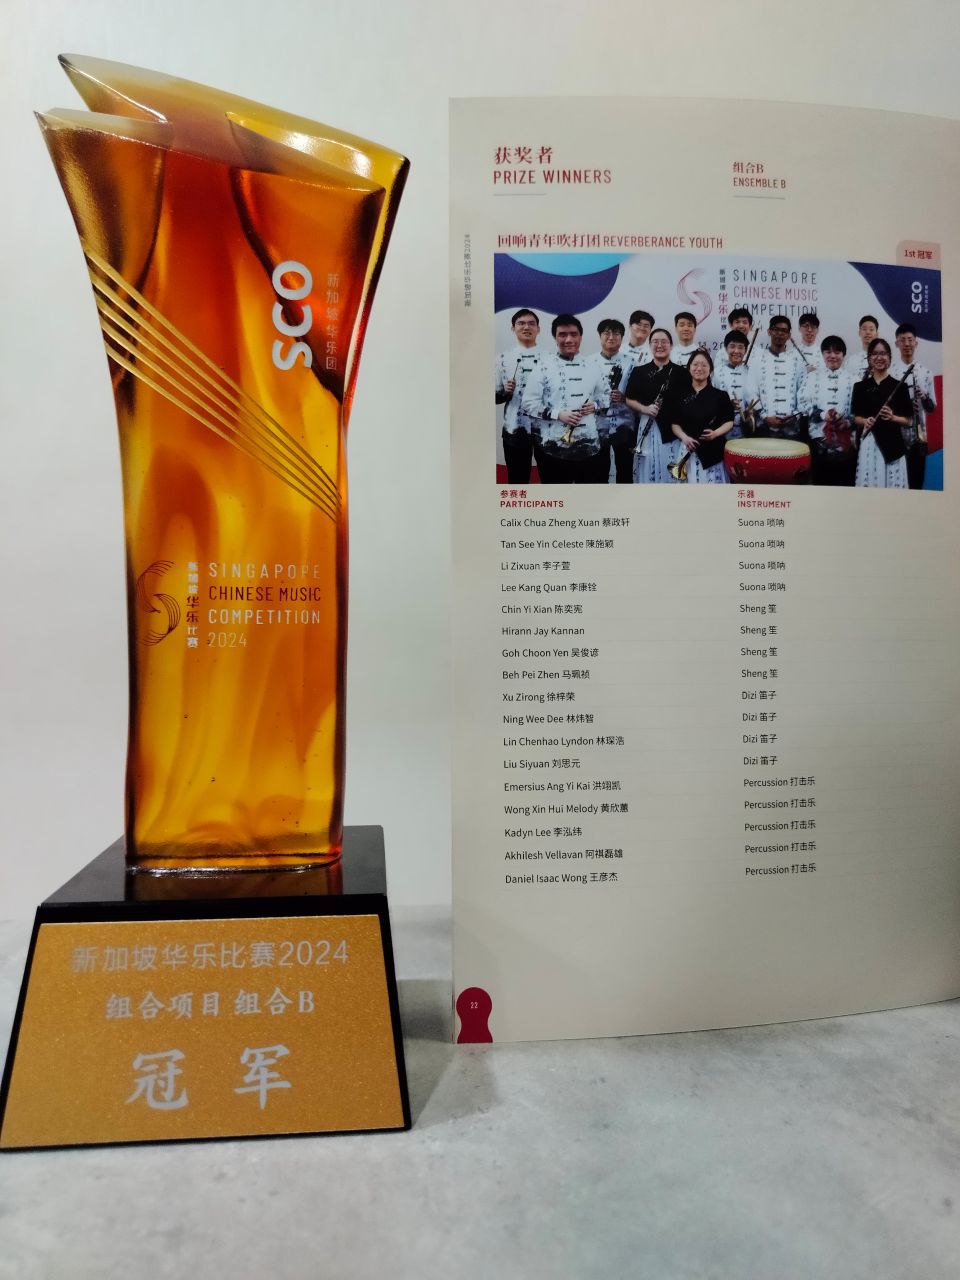 SCO
新加坡华乐团
新加坡华乐比赛
SINGAPORE
CHINESE MUSIC
COMPETITION
2024
新加坡华乐比赛2024
组合项目 组合B
冠 军
获奖者
PRIZE WINNERS
组合B
ENSEMBLE B
回响青年吹打团 REVERBERANCE YOUTH
1st 冠军
新加坡华乐比赛
SINGAPORE
CHINESE MUSIC
COMPETITION
SCO
参赛者
PARTICIPANTS
乐器
INSTRUMENT
Calix Chua Zheng Xuan 蔡政轩 Suona 唢呐
Tan See Yin Celeste 陳施颖 Suona 唢呐
Li Zixuan 李子萱 Suona 唢呐
Lee Kang Quan 李康铨 Suona 唢呐
Chin Yi Xian 陈奕宪 Sheng 笙
Hirann Jay Kannan Sheng 笙
Goh Choon Yen 吴俊谚 Sheng 笙
Beh Pei Zhen 马珮祯 Sheng 笙
Xu Zirong 徐梓荣 Dizi 笛子
Ning Wee Dee 林炜智 Dizi 笛子
Lin Chenhao Lyndon 林琛浩 Dizi 笛子
Liu Siyuan 刘思元 Dizi 笛子
Emersius Ang Yi Kai 洪翊凯 Percussion 打击乐
Wong Xin Hui Melody 黄欣蕙 Percussion 打击乐
Kadyn Lee 李泓纬 Percussion 打击乐
Akhilesh Vellavan 阿祺磊雄 Percussion 打击乐
Daniel Isaac Wong 王彦杰 Percussion 打击乐
22